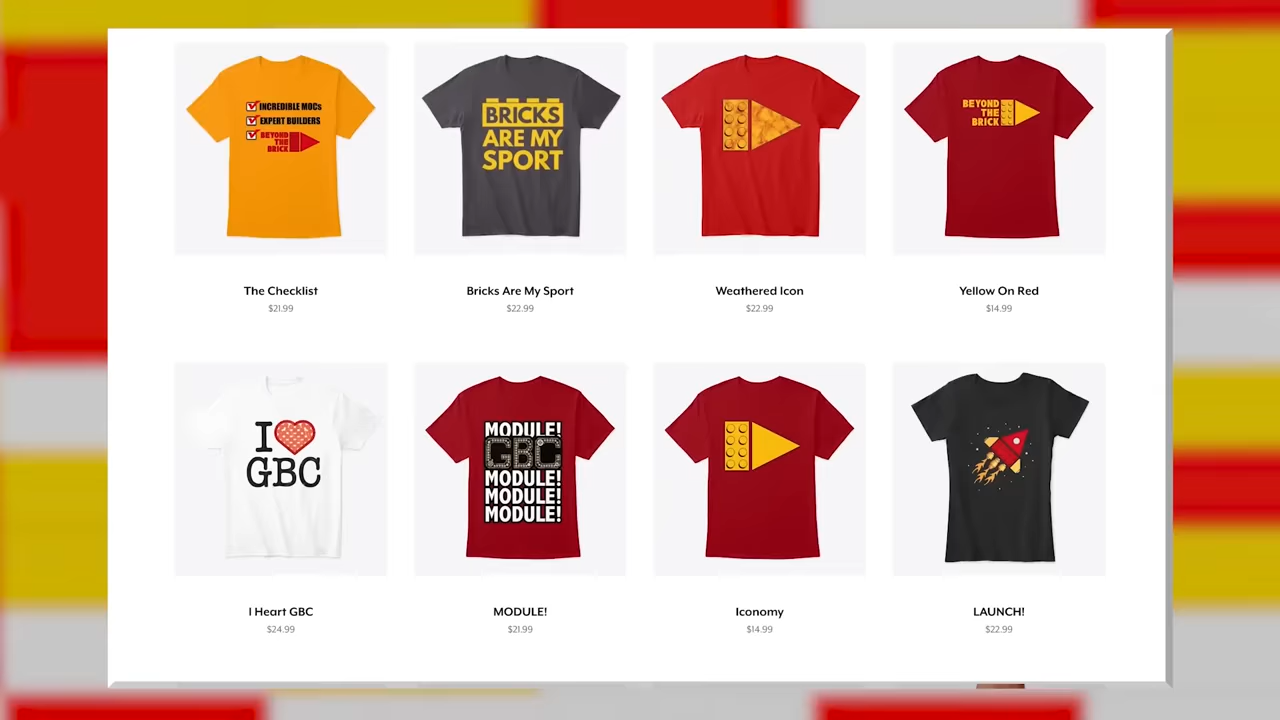 INCREDIBLE MOCs
EXPERT BUILDERS
BEYOND
THE
BRICK
BRICKS
ARE MY
SPORT
BEYOND
THE
BRICK
The Checklist
Bricks Are My Sport
Weathered Icon
Yellow On Red
$21.99
$22.99
$22.99
$14.99
I
GBC
MODULE!
GBC
MODULE!
MODULE!
MODULE!
I Heart GBC
MODULE!
Iconomy
LAUNCH!
$24.99
$21.99
$14.99
$22.99